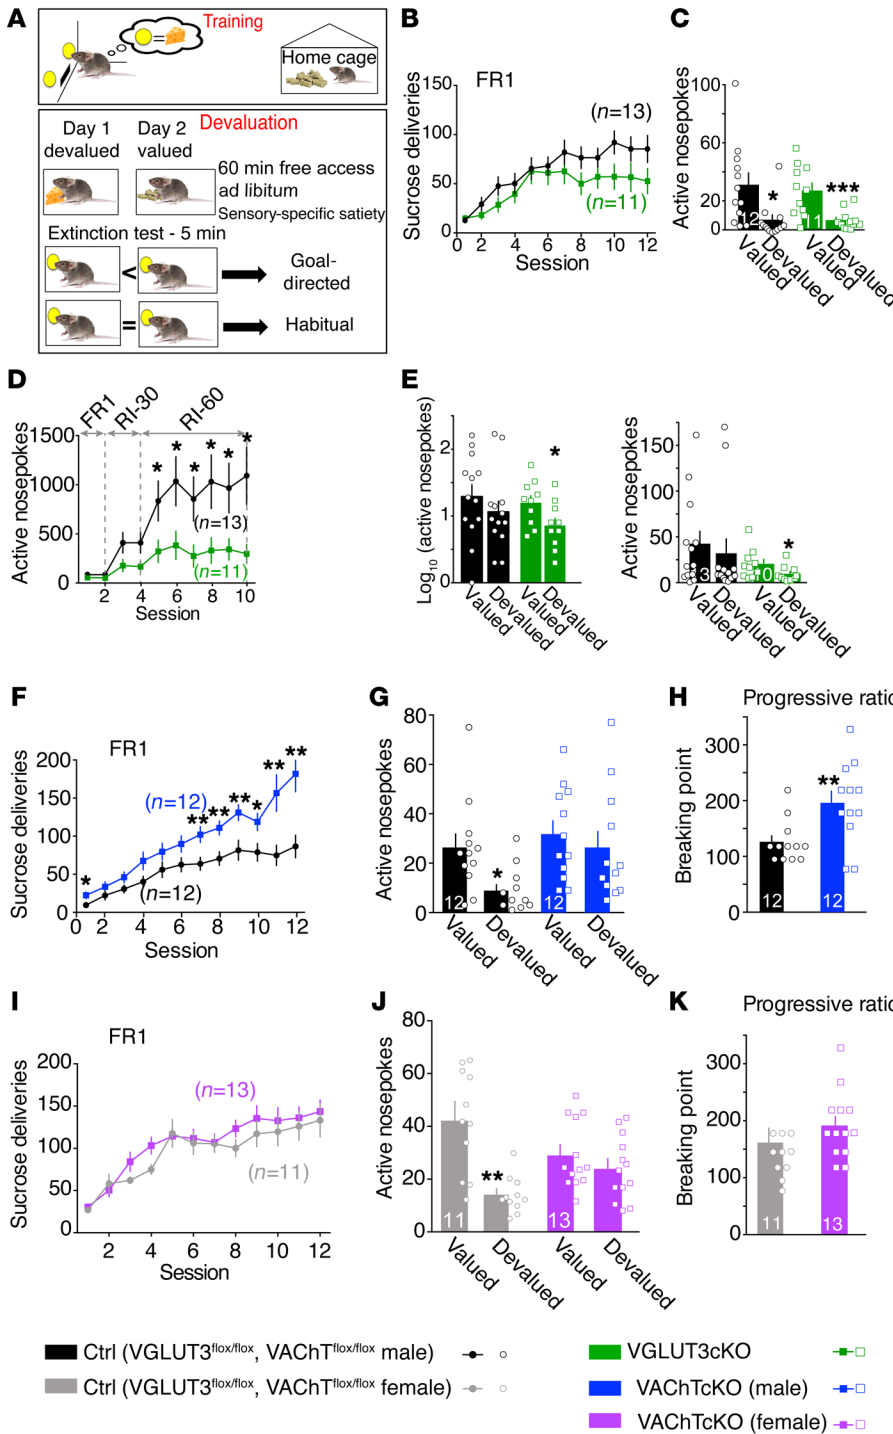 A
Training
=
Home cage
Day 1
devalued
Day 2
valued
Devaluation
60 min free access
ad libitum
Sensory-specific satiety
Extinction test - 5 min
<
Goal-
directed
=
Habitual
B
FR1
Sucrose deliveries
150
100
50
0
(n=13)
(n=11)
0 2 4 6 8 10 12
Session
C
Active nosepokes
100
60
20
0
*
***
12
11
Valued
Devalued
Valued
Devalued
D
FR1
RI-30
RI-60
Active nosepokes
1500
1000
500
0
* * * * * *
(n=13)
(n=11)
0 2 4 6 8 10
Session
E
Log10 (active nosepokes)
2
1
0
*
Valued
Devalued
Valued
Devalued
Active nosepokes
150
100
50
0
*
3
0
Valued
Devalued
Valued
Devalued
F
FR1
Sucrose deliveries
200
150
100
50
0
* ** ** ** * ** **
(n=12)
(n=12)
0 2 4 6 8 10 12
Session
G
Active nosepokes
80
60
40
20
0
*
12
12
Valued
Devalued
Valued
Devalued
H
Progressive ratio
Breaking point
300
200
100
0
**
12
12
I
FR1
Sucrose deliveries
200
150
100
50
0
(n=13)
(n=11)
2 4 6 8 10 12
Session
J
Active nosepokes
80
60
40
20
0
**
11
13
Valued
Devalued
Valued
Devalued
K
Progressive ratio
Breaking point
300
200
100
0
11
13
Ctrl (VGLUT3flox/flox, VAChTflox/flox male)
Ctrl (VGLUT3flox/flox, VAChTflox/flox female)
VGLUT3cKO
VAChTcKO (male)
VAChTcKO (female)